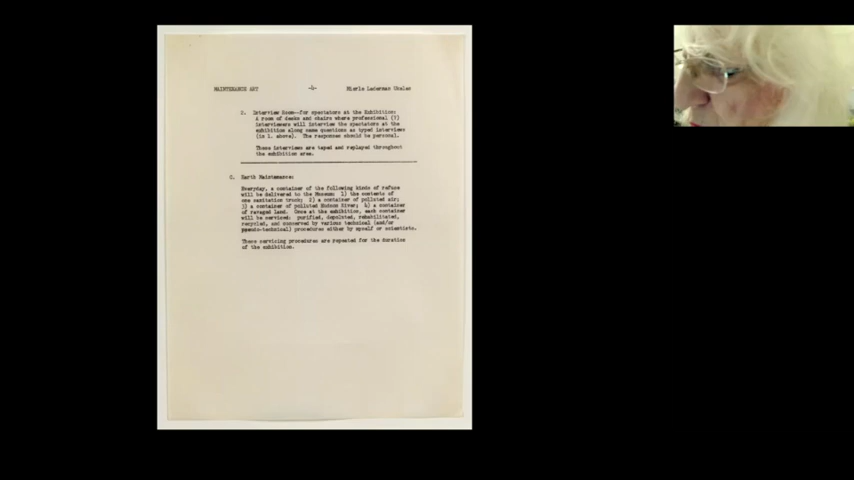 MAINTENANCE ART -4- Mierle Laderman Ukeles
2. Interview Room--for spectators at the Exhibition:
A room of desks and chairs where professional (?)
interviewers will interview the spectators at the
exhibition along same questions as typed interviews
(in 1. above). The responses should be personal.
These interviews are taped and replayed throughout
the exhibition area.
C. Earth Maintenance:
Everyday, a container of the following kinds of refuse
will be delivered to the Museum: 1) the contents of
one sanitation truck; 2) a container of polluted air;
3) a container of polluted Hudson River; 4) a container
of ravaged land. Once at the exhibition, each container
will be serviced: purified, depolluted, rehabilitated,
recycled, and conserved by various technical (and/or
pseudo-technical) procedures either by myself or scientists.
These servicing procedures are repeated for the duration
of the exhibition.